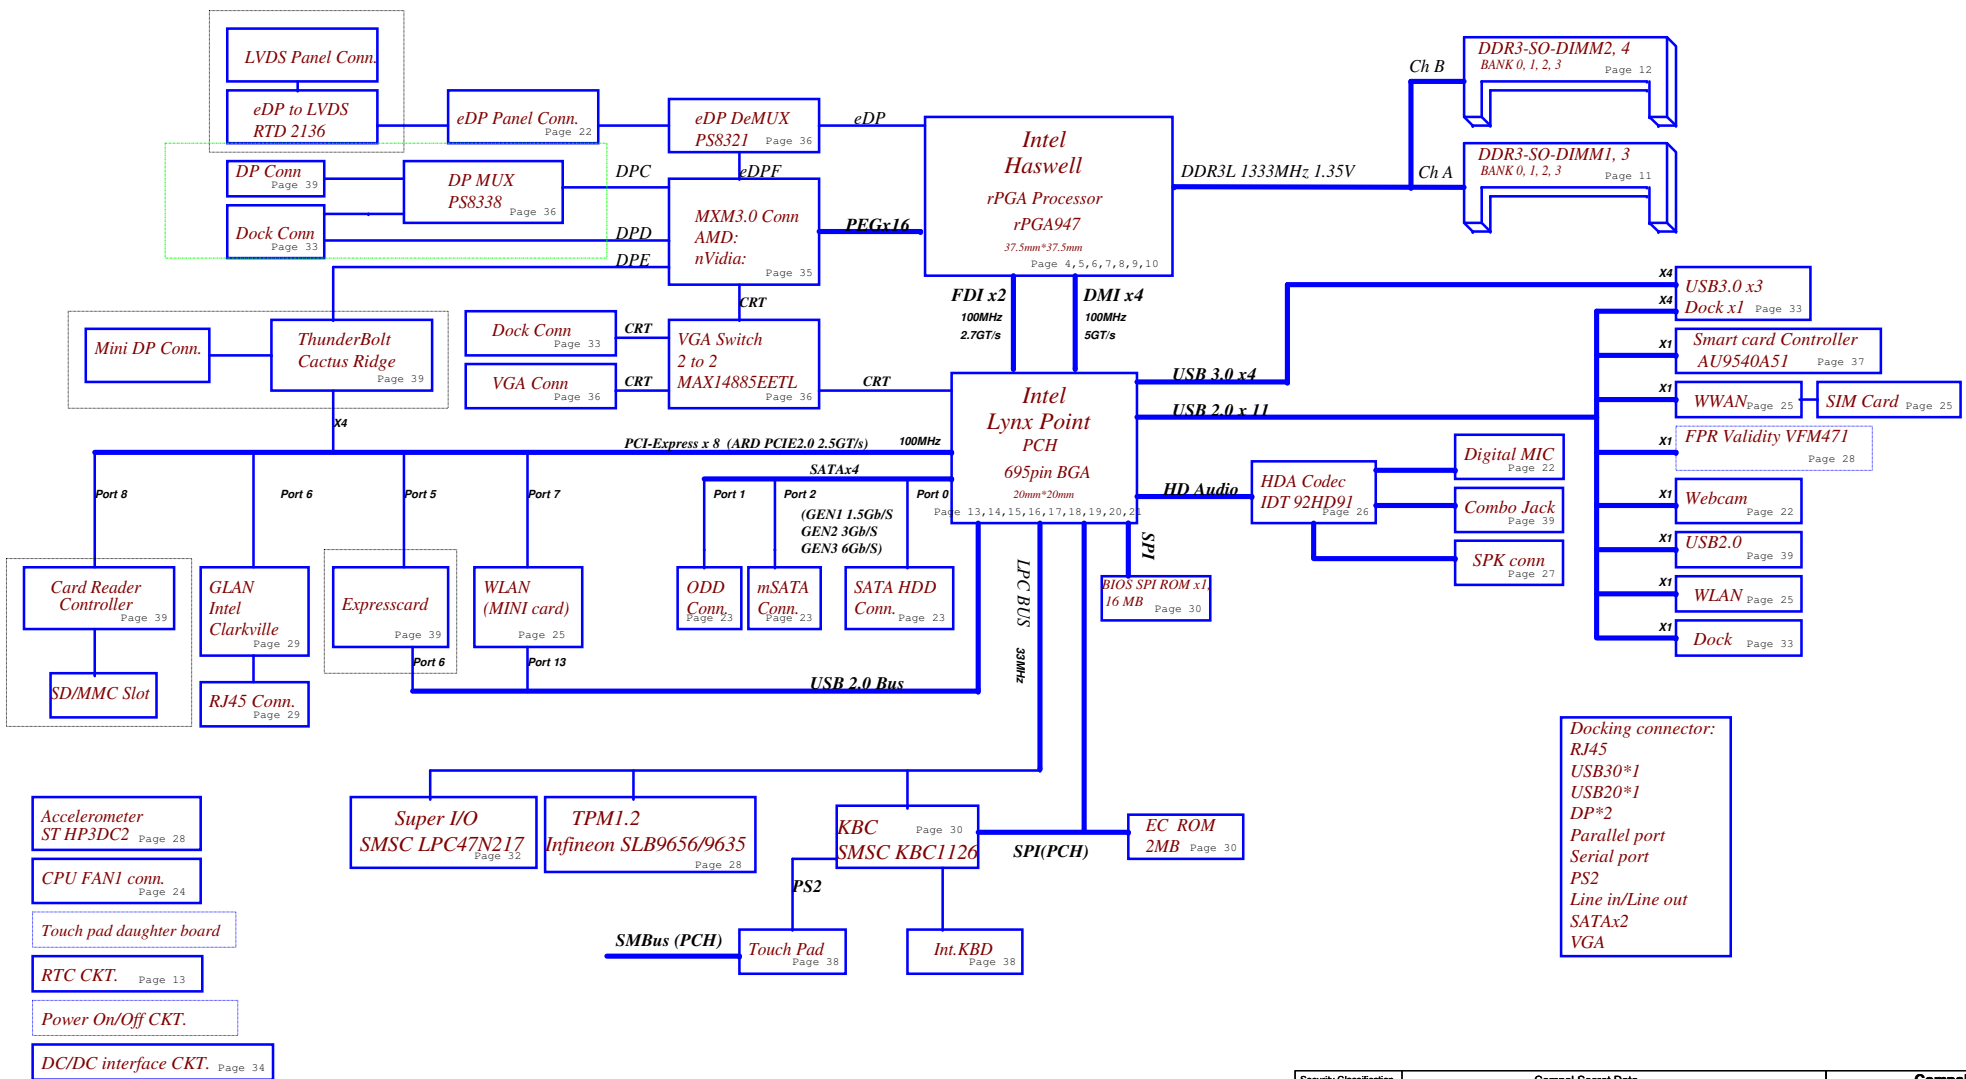 LVDS Panel Conn.
eDP to LVDS
RTD 2136
eDP Panel Conn.
Page 22
eDP DeMUX
PS8321 Page 36
eDP
eDPF
DP Conn
Page 39
DP MUX
PS8338
Page 36
DPC
Dock Conn
Page 33
DPD
DPE
MXM3.0 Conn
AMD:
nVidia:
Page 35
PEGx16
Intel
Haswell
rPGA Processor
rPGA947
37.5mm*37.5mm
Page 4,5,6,7,8,9,10
DDR3L 1333MHz 1.35V
Ch B
DDR3-SO-DIMM2, 4
BANK 0, 1, 2, 3 Page 12
Ch A
DDR3-SO-DIMM1, 3
BANK 0, 1, 2, 3 Page 11
FDI x2
100MHz
2.7GT/s
DMI x4
100MHz
5GT/s
CRT
Mini DP Conn.
ThunderBolt
Cactus Ridge
Page 39
X4
Dock Conn
Page 33
CRT
VGA Conn
Page 36
CRT
VGA Switch
2 to 2
MAX14885EETL
Page 36
CRT
Intel
Lynx Point
PCH
695pin BGA
20mm*20mm
Page 13,14,15,16,17,18,19,20,21
USB 3.0 x4
USB 2.0 x 11
X4
USB3.0 x3
X4
Dock x1 Page 33
X1
Smart card Controller
AU9540A51 Page 37
X1
WWAN Page 25
SIM Card Page 25
X1
FPR Validity VFM471
Page 28
X1
Webcam
Page 22
X1
USB2.0
Page 39
X1
WLAN Page 25
X1
Dock Page 33
HD Audio
HDA Codec
IDT 92HD91
Page 26
Digital MIC
Page 22
Combo Jack
Page 39
SPK conn
Page 27
SPI
BIOS SPI ROM x1,
16 MB Page 30
PCI-Express x 8 (ARD PCIE2.0 2.5GT/s) 100MHz
SATAx4
Port 8
Port 6
Port 5
Port 7
Port 1
Port 2
Port 0
(GEN1 1.5Gb/S
GEN2 3Gb/S
GEN3 6Gb/S)
Card Reader
Controller
Page 39
SD/MMC Slot
GLAN
Intel
Clarkville
Page 29
RJ45 Conn.
Page 29
Expresscard
Page 39
Port 6
WLAN
(MINI card)
Page 25
Port 13
ODD
Conn.
Page 23
mSATA
Conn.
Page 23
SATA HDD
Conn.
Page 23
USB 2.0 Bus
LPC BUS
33MHz
Super I/O
SMSC LPC47N217
Page 32
TPM1.2
Infineon SLB9656/9635
Page 28
KBC Page 30
SMSC KBC1126
SPI(PCH)
EC ROM
2MB Page 30
PS2
SMBus (PCH)
Touch Pad
Page 38
Int.KBD
Page 38
Docking connector:
RJ45
USB30*1
USB20*1
DP*2
Parallel port
Serial port
PS2
Line in/Line out
SATAx2
VGA
Accelerometer
ST HP3DC2 Page 28
CPU FAN1 conn.
Page 24
Touch pad daughter board
RTC CKT. Page 13
Power On/Off CKT.
DC/DC interface CKT. Page 34